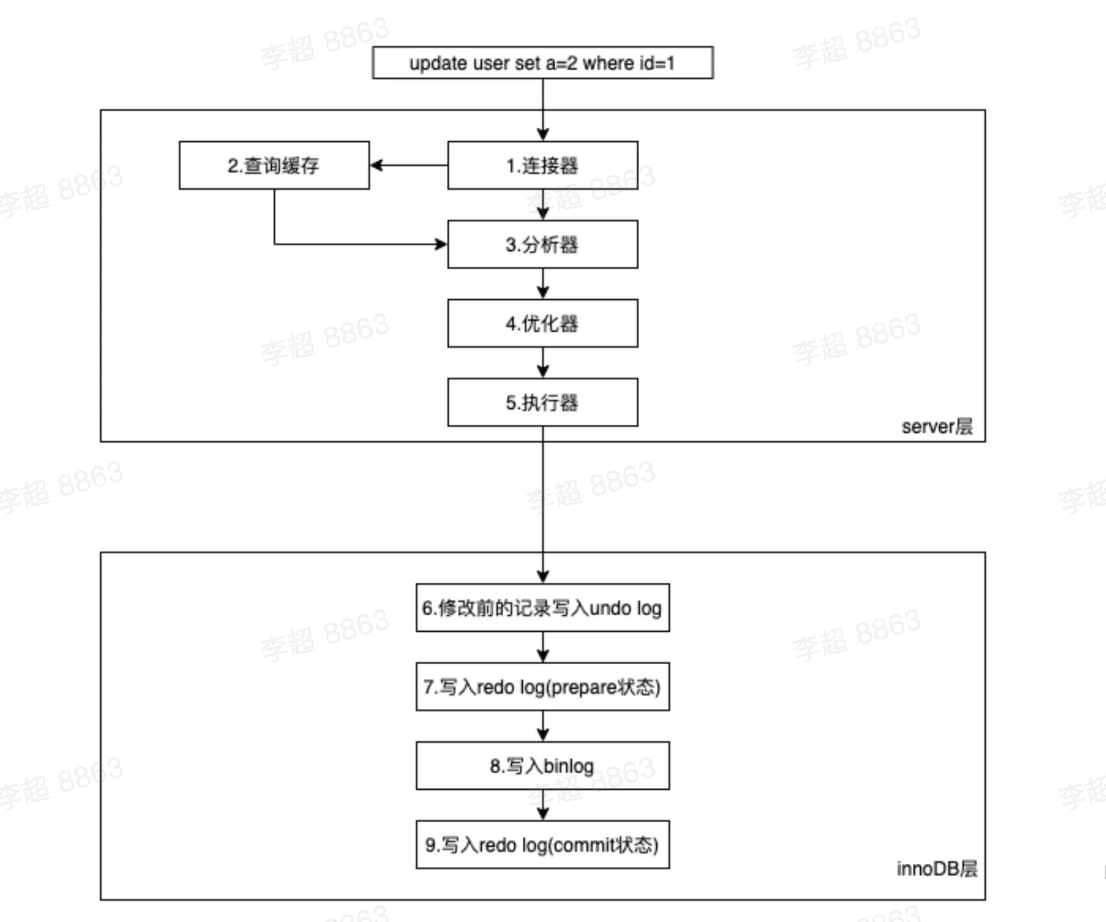 update user set a=2 where id=1
2.查询缓存
1.连接器
3.分析器
4.优化器
5.执行器
server层
6.修改前的记录写入undo log
7.写入redo log(prepare状态)
8.写入binlog
9.写入redo log(commit状态)
innoDB层
李超 8863
李超 8863
李超 8863
李超 8863
李超
李超 8863
李超 8863
李超 8863
李超 8863
李超
李超 8863
李超 8863
李超 8863
李超 8863
李超
8863
8863